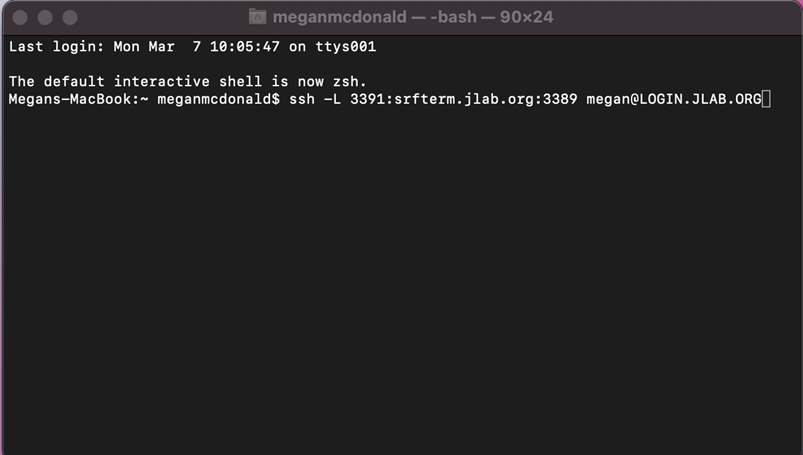 meganmcdonald — -bash — 90×24
Last login: Mon Mar  7 10:05:47 on ttys001
The default interactive shell is now zsh.
Megans-MacBook:~ meganmcdonald$ ssh -L 3391:srfterm.jlab.org:3389 megan@LOGIN.JLAB.ORG